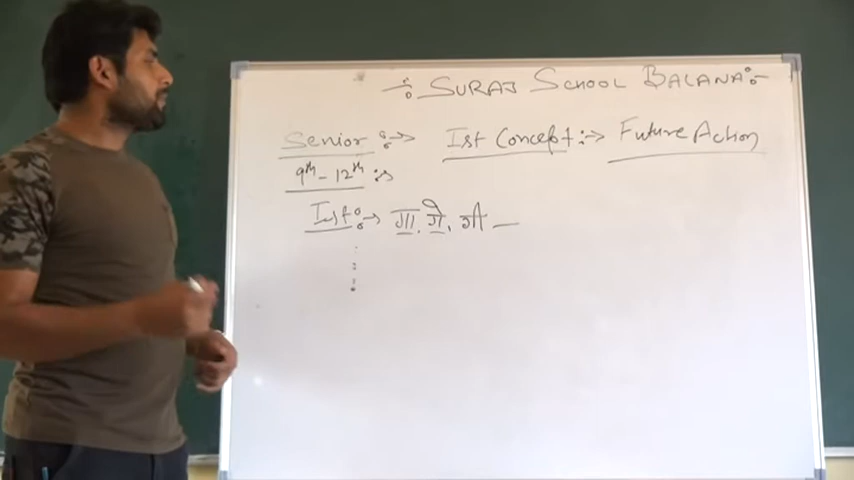 SURAJ SCHOOL BALANA
Senior :→ Ist Concept :→ Future Action
9th - 12th :→
Ist :→ गा, गे, गी —